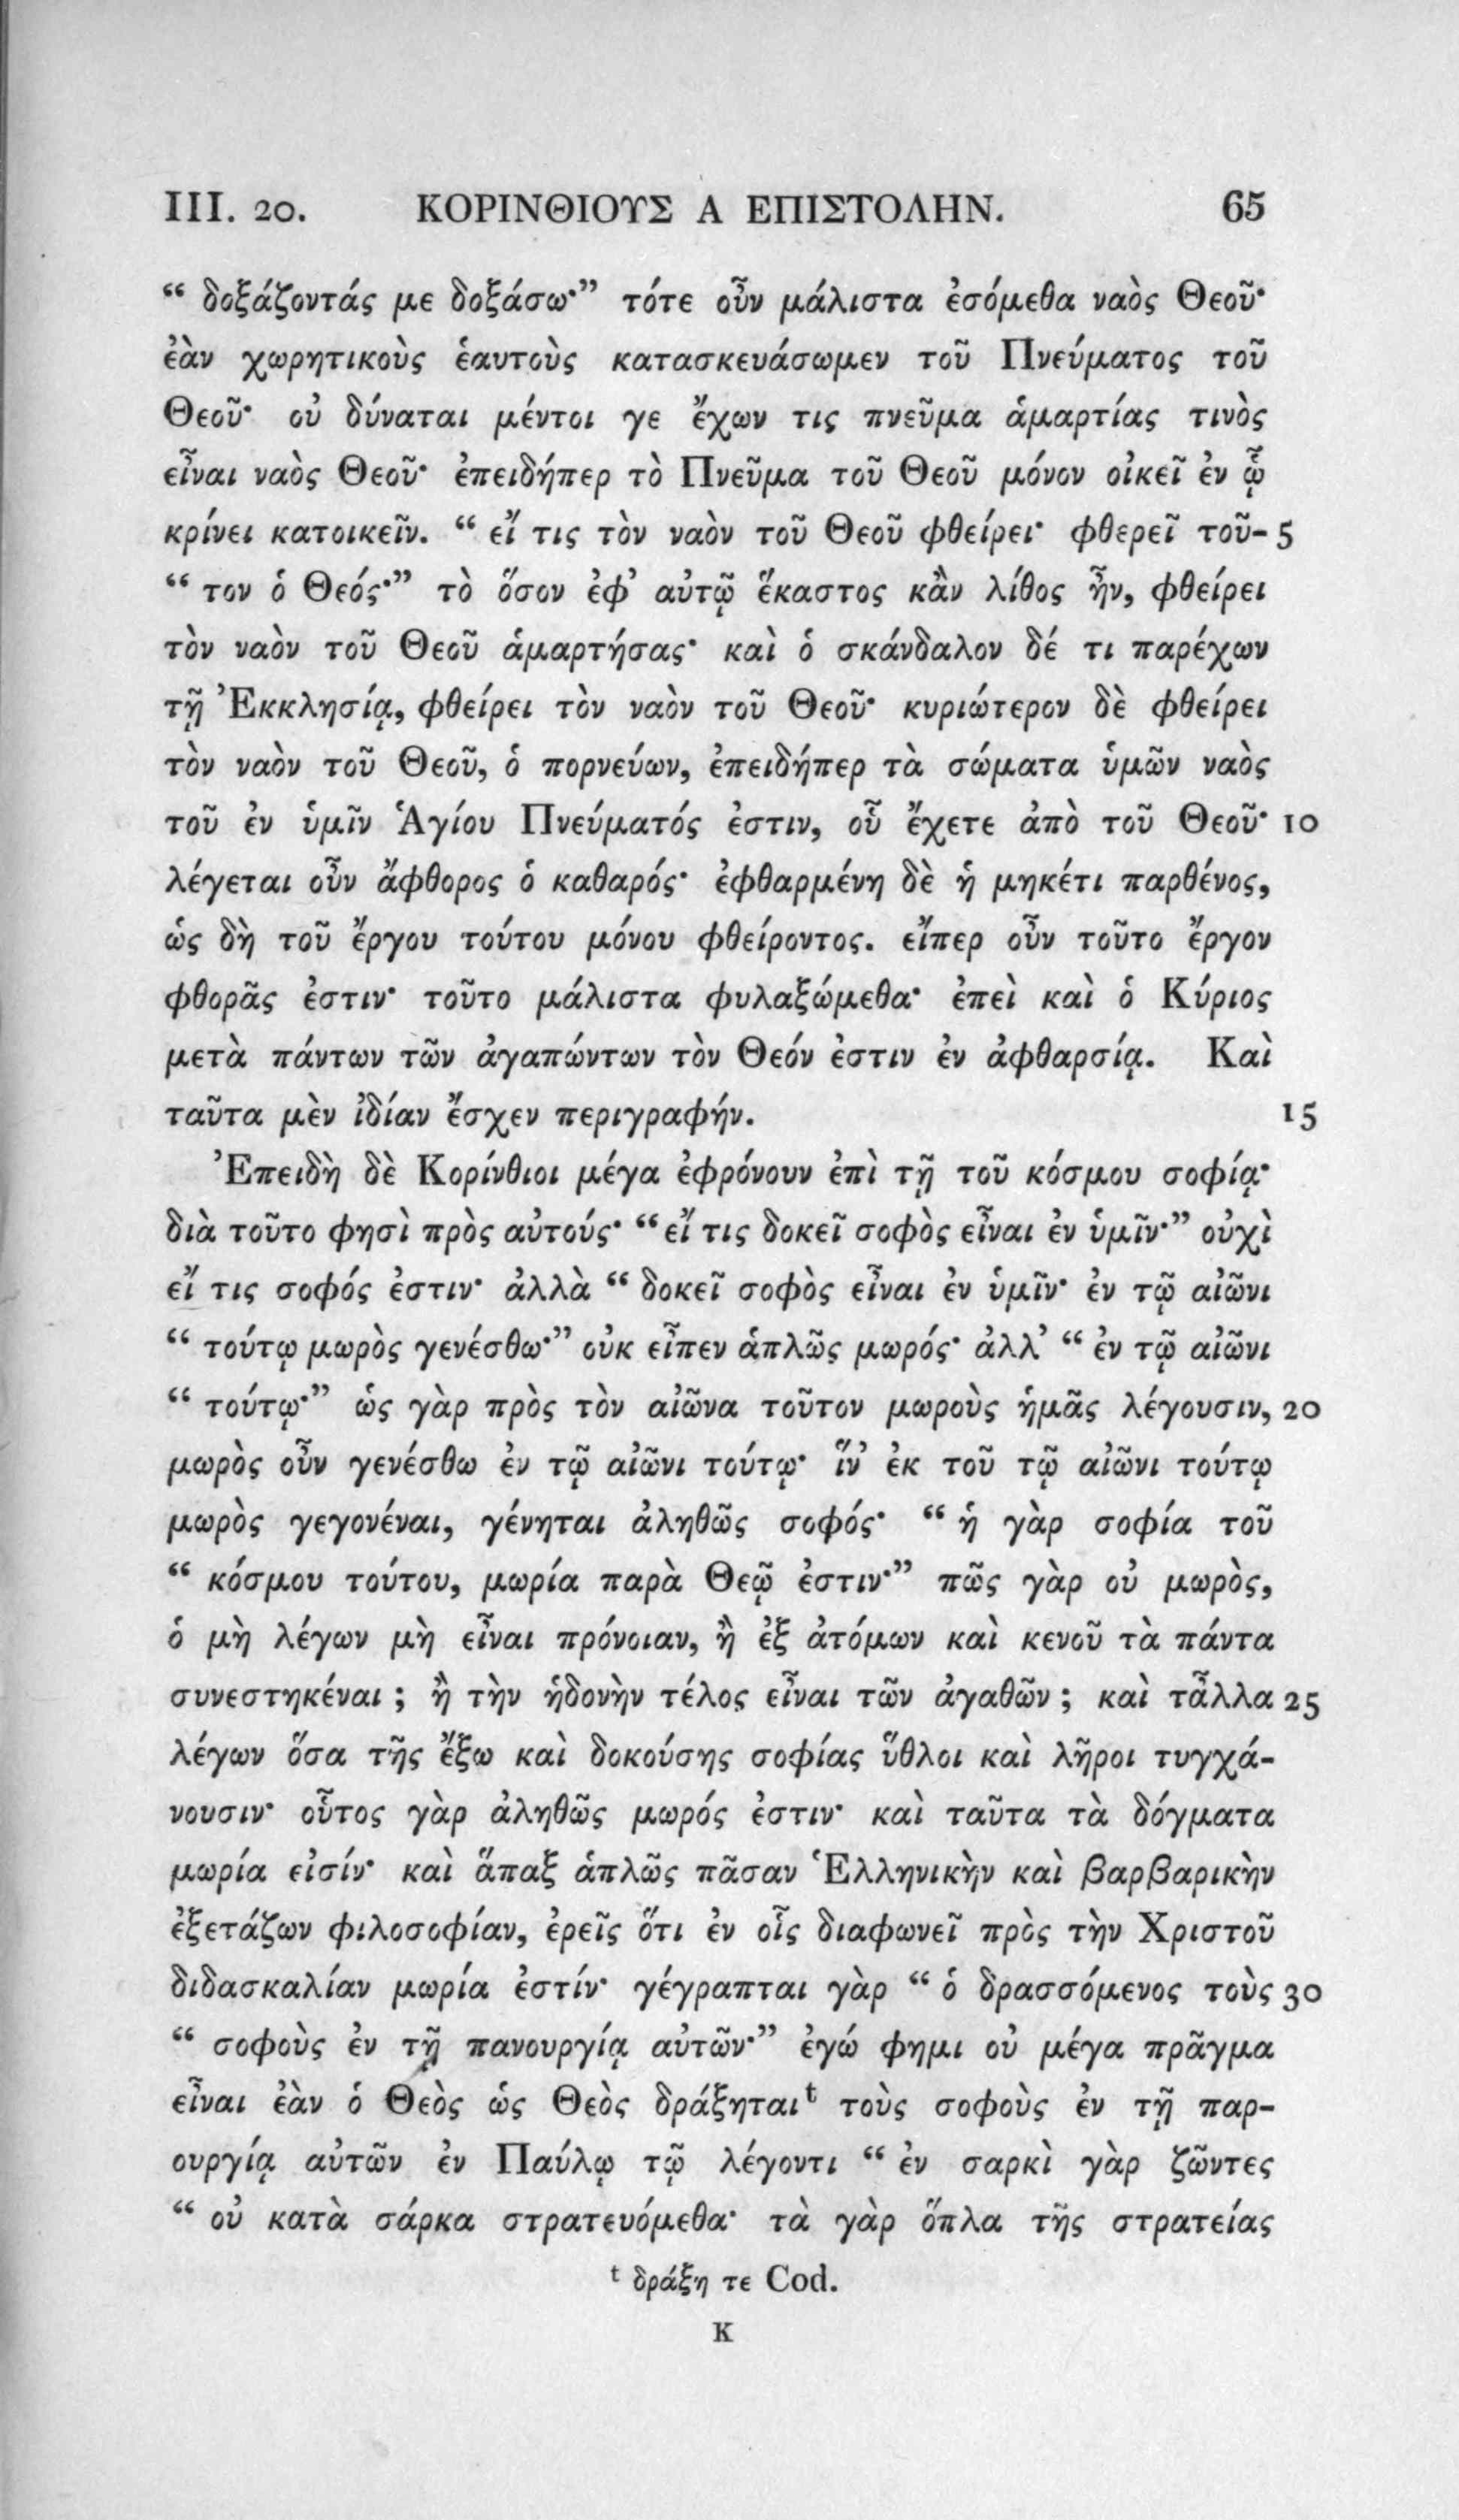 III. 20. ΚΟΡΙΝΘΙΟΥΣ Α ΕΠΙΣΤΟΛΗΝ. 65
“ δοξάζοντάς με δοξάσω·” τότε οὖν μάλιστα ἐσόμεθα ναὸς Θεοῦ·
ἐὰν χωρητικοὺς ἑαυτοὺς κατασκευάσωμεν τοῦ Πνεύματος τοῦ
Θεοῦ· οὐ δύναται μέντοι γε ἔχων τις πνεῦμα ἁμαρτίας τινὸς
εἶναι ναὸς Θεοῦ· ἐπειδήπερ τὸ Πνεῦμα τοῦ Θεοῦ μόνον οἰκεῖ ἐν ᾧ
κρίνει κατοικεῖν. “ εἴ τις τὸν ναὸν τοῦ Θεοῦ φθείρει· φθερεῖ τοῦ- 5
“ τον ὁ Θεός·” τὸ ὅσον ἐφ’ αὑτῷ ἕκαστος κἂν λίθος ἦν, φθείρει
τὸν ναὸν τοῦ Θεοῦ ἁμαρτήσας· καὶ ὁ σκάνδαλον δέ τι παρέχων
τῇ Ἐκκλησίᾳ, φθείρει τὸν ναὸν τοῦ Θεοῦ· κυριώτερον δὲ φθείρει
τὸν ναὸν τοῦ Θεοῦ, ὁ πορνεύων, ἐπειδήπερ τὰ σώματα ὑμῶν ναὸς
τοῦ ἐν ὑμῖν Ἁγίου Πνεύματός ἐστιν, οὗ ἔχετε ἀπὸ τοῦ Θεοῦ· 10
λέγεται οὖν ἄφθορος ὁ καθαρός· ἐφθαρμένη δὲ ἡ μηκέτι παρθένος,
ὡς δὴ τοῦ ἔργου τούτου μόνου φθείροντος. εἴπερ οὖν τοῦτο ἔργον
φθορᾶς ἐστιν· τοῦτο μάλιστα φυλαξώμεθα· ἐπεὶ καὶ ὁ Κύριος
μετὰ πάντων τῶν ἀγαπώντων τὸν Θεόν ἐστιν ἐν ἀφθαρσίᾳ. Καὶ
ταῦτα μὲν ἰδίαν ἔσχεν περιγραφήν. 15
Ἐπειδὴ δὲ Κορίνθιοι μέγα ἐφρόνουν ἐπὶ τῇ τοῦ κόσμου σοφίᾳ·
διὰ τοῦτο φησὶ πρὸς αὐτούς· “ εἴ τις δοκεῖ σοφὸς εἶναι ἐν ὑμῖν·” οὐχὶ
εἴ τις σοφός ἐστιν· ἀλλὰ “ δοκεῖ σοφὸς εἶναι ἐν ὑμῖν· ἐν τῷ αἰῶνι
“ τούτῳ μωρὸς γενέσθω·” οὐκ εἶπεν ἁπλῶς μωρός· ἀλλ’ “ ἐν τῷ αἰῶνι
“ τούτῳ·” ὡς γὰρ πρὸς τὸν αἰῶνα τοῦτον μωροὺς ἡμᾶς λέγουσιν, 20
μωρὸς οὖν γενέσθω ἐν τῷ αἰῶνι τούτῳ· ἵν’ ἐκ τοῦ τῷ αἰῶνι τούτῳ
μωρὸς γεγονέναι, γένηται ἀληθῶς σοφός· “ ἡ γὰρ σοφία τοῦ
“ κόσμου τούτου, μωρία παρὰ Θεῷ ἐστιν·” πῶς γὰρ οὐ μωρὸς,
ὁ μὴ λέγων μὴ εἶναι πρόνοιαν, ἢ ἐξ ἀτόμων καὶ κενοῦ τὰ πάντα
συνεστηκέναι ; ἢ τὴν ἡδονὴν τέλος εἶναι τῶν ἀγαθῶν ; καὶ τἆλλα 25
λέγων ὅσα τῆς ἔξω καὶ δοκούσης σοφίας ὕθλοι καὶ λῆροι τυγχά-
νουσιν· οὗτος γὰρ ἀληθῶς μωρός ἐστιν· καὶ ταῦτα τὰ δόγματα
μωρία εἰσίν· καὶ ἅπαξ ἁπλῶς πᾶσαν Ἑλληνικὴν καὶ βαρβαρικὴν
ἐξετάζων φιλοσοφίαν, ἐρεῖς ὅτι ἐν οἷς διαφωνεῖ πρὸς τὴν Χριστοῦ
διδασκαλίαν μωρία ἐστίν· γέγραπται γὰρ “ ὁ δρασσόμενος τοὺς 30
“ σοφοὺς ἐν τῇ πανουργίᾳ αὐτῶν·” ἐγώ φημι οὐ μέγα πρᾶγμα
εἶναι ἐὰν ὁ Θεὸς ὡς Θεὸς δράξηται<sup>t</sup> τοὺς σοφοὺς ἐν τῇ παρ-
ουργίᾳ αὐτῶν ἐν Παύλῳ τῷ λέγοντι “ ἐν σαρκὶ γὰρ ζῶντες
“ οὐ κατὰ σάρκα στρατευόμεθα· τὰ γὰρ ὅπλα τῆς στρατείας
<sup>t</sup> δράξη τε Cod.
K